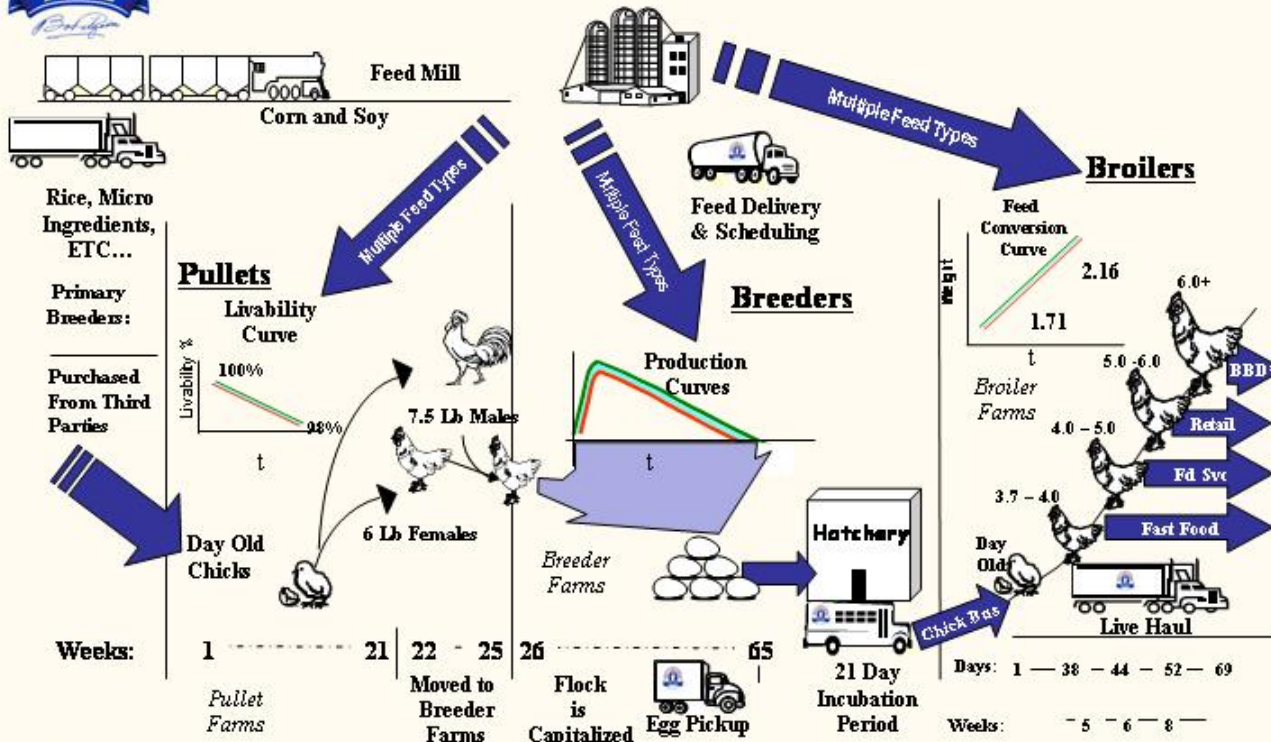 Feed Mill
Corn and Soy
Rice, Micro
Ingredients,
ETC...
Primary
Breeders:
Purchased
From Third
Parties
Multiple Feed Types
Multiple Feed Types
Multiple Feed Types
Feed Delivery
& Scheduling
Pullets
Livability
Curve
Livability %
100%
98%
t
7.5 Lb Males
6 Lb Females
Day Old
Chicks
Breeders
Production
Curves
t
Breeder
Farms
Hatchery
Chick Bus
Broilers
Feed
Conversion
Curve
Weight
2.16
1.71
t
Broiler
Farms
6.0+
5.0 -6.0
4.0 – 5.0
3.7 – 4.0
BBD
Retail
Fd Svc
Fast Food
Day
Old
Live Haul
Weeks: 1 21 22 - 25 26 65
Pullet
Farms
Moved to
Breeder
Farms
Flock
is
Capitalized
Egg Pickup
21 Day
Incubation
Period
Days: 1 — 38 – 44 – 52 – 69
Weeks: - 5 - 6 - 8 —